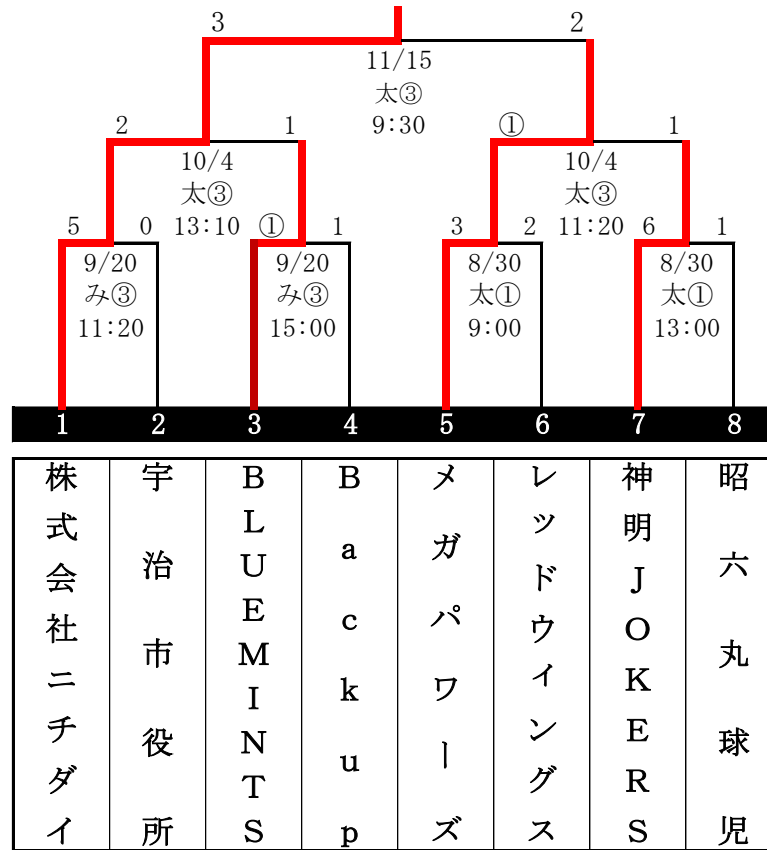 3 2
11/15
太③
9:30
2 1 ① 1
10/4 10/4
太③ 太③
13:10 11:20
5 0 ① 1 3 2 6 1
9/20 9/20 8/30 8/30
み③ み③ 太① 太①
11:20 15:00 9:00 13:00
1 2 3 4 5 6 7 8
株式会社ニチダイ
宇治市役所
BLUEMINTS
Backup
メガパワーズ
レッドウィングス
神明JOKERS
昭六丸球児